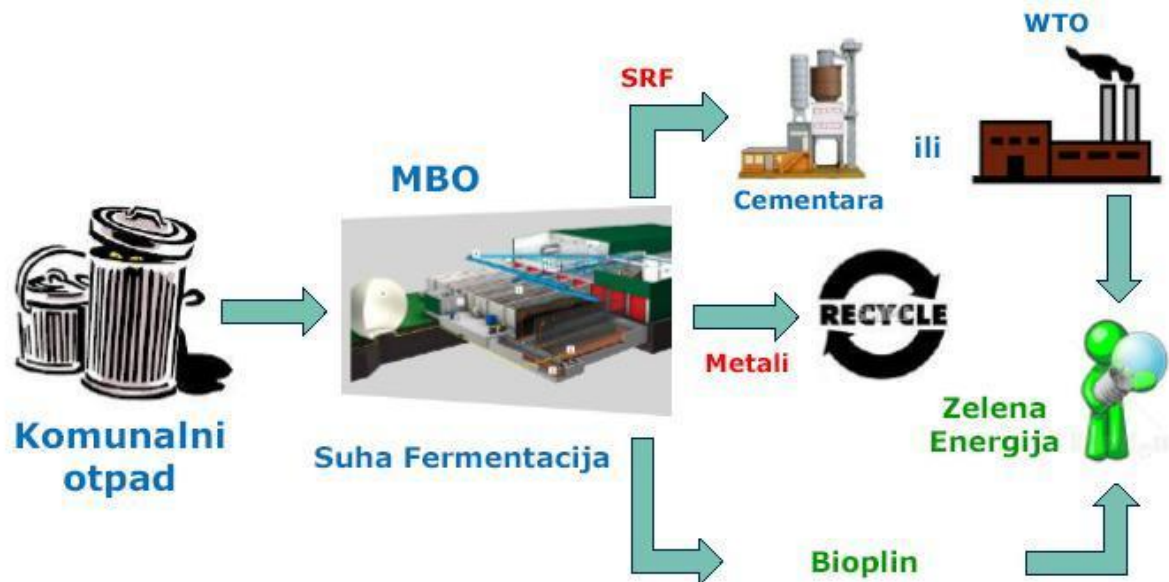 WTO
SRF
MBO
ili
Cementara
RECYCLE
Metali
Komunalni
otpad
Suha Fermentacija
Zelena
Energija
Bioplin